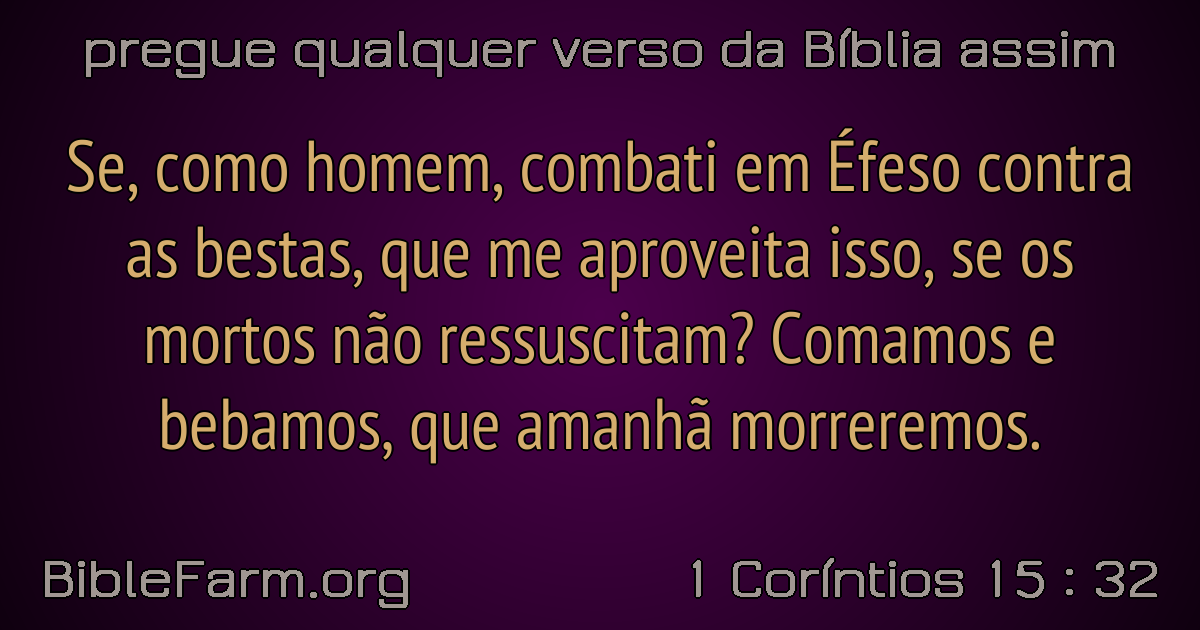 pregue qualquer verso da Bíblia assim
Se, como homem, combati em Éfeso contra
as bestas, que me aproveita isso, se os
mortos não ressuscitam? Comamos e
bebamos, que amanhã morreremos.
BibleFarm.org
1 Coríntios 15 : 32